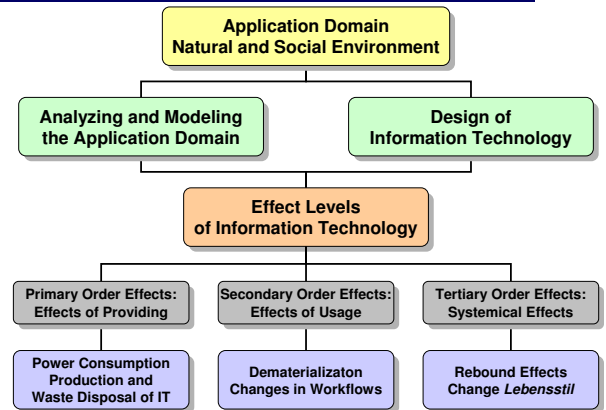 Application Domain
Natural and Social Environment
Analyzing and Modeling
the Application Domain
Design of
Information Technology
Effect Levels
of Information Technology
Primary Order Effects:
Effects of Providing
Secondary Order Effects:
Effects of Usage
Tertiary Order Effects:
Systemical Effects
Power Consumption
Production and
Waste Disposal of IT
Dematerializaton
Changes in Workflows
Rebound Effects
Change Lebensstil